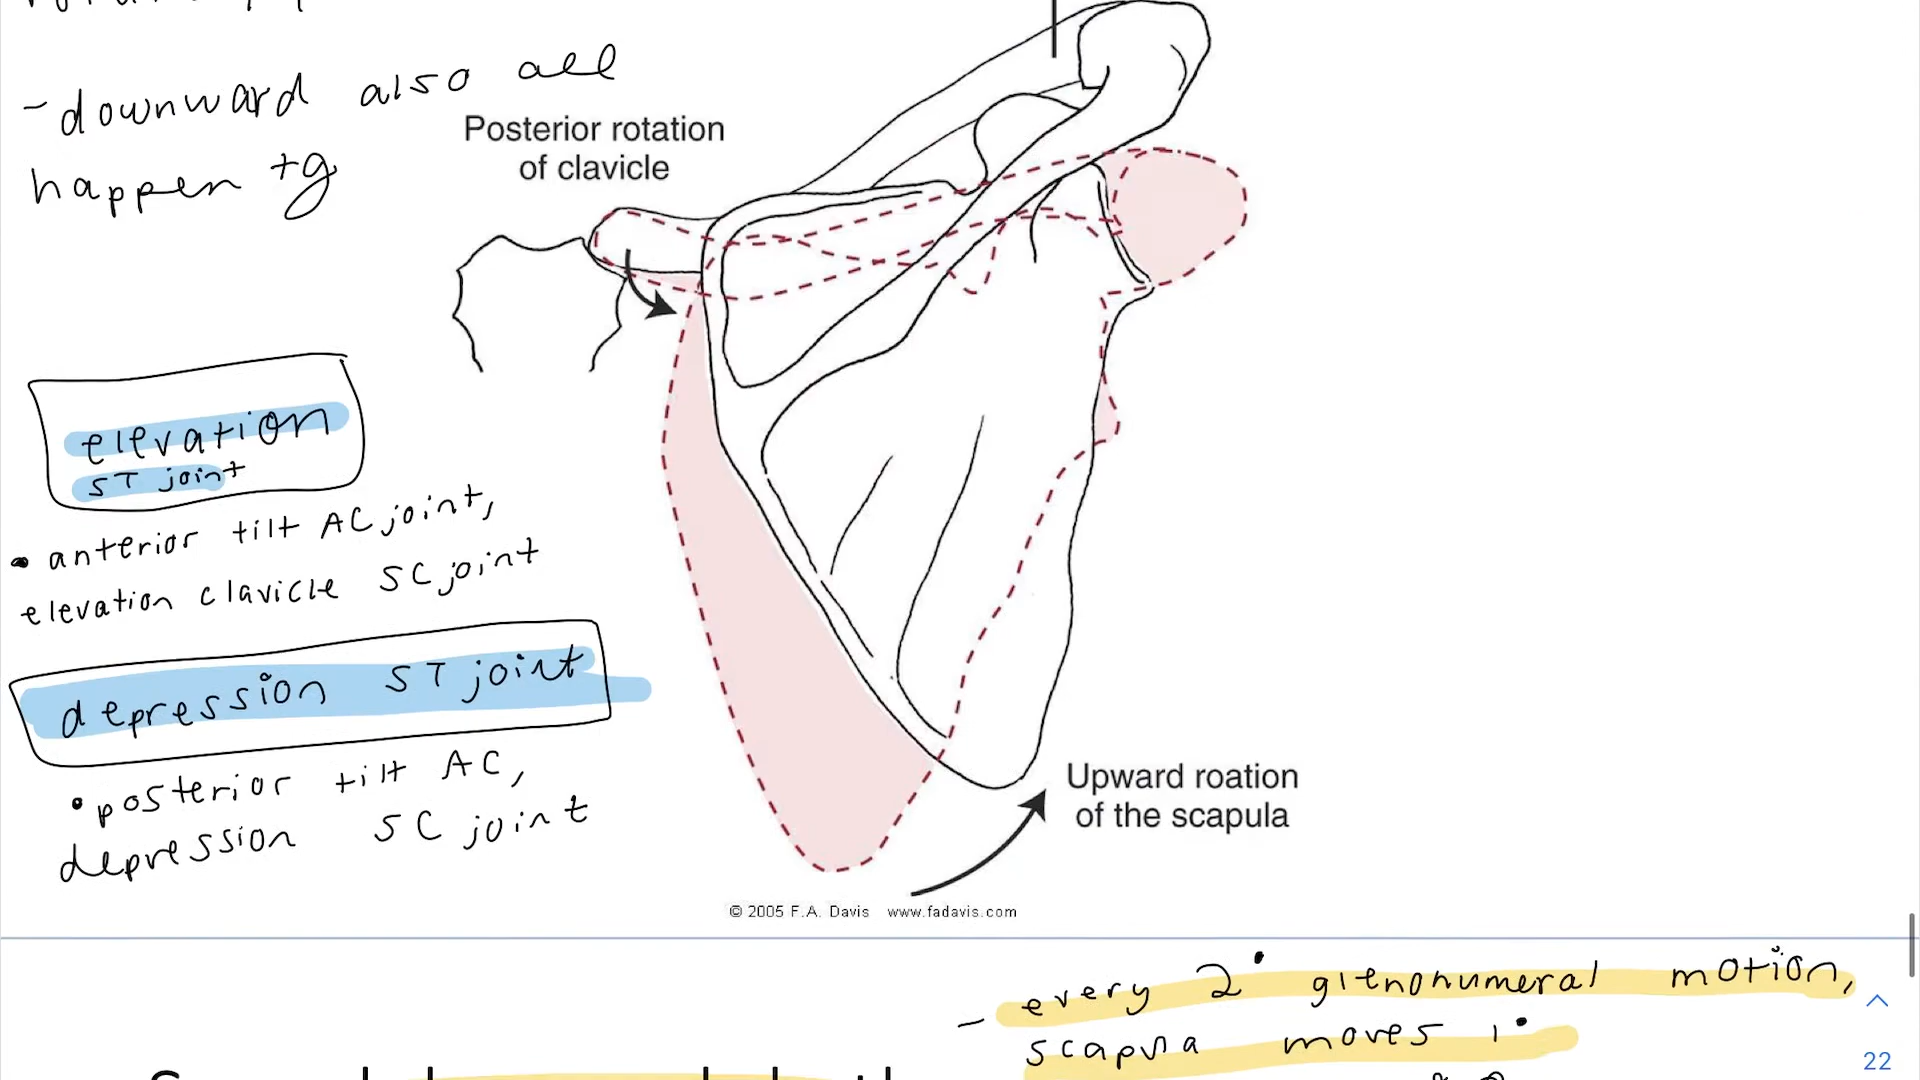 - downward also all
happen tg
Posterior rotation
of clavicle
elevation
ST joint
• anterior tilt AC joint,
elevation clavicle SC joint
depression ST joint
• posterior tilt AC,
depression SC joint
Upward roation
of the scapula
© 2005 F.A. Davis www.fadavis.com
- every 2° glenohumeral motion,
scapula moves 1°
22